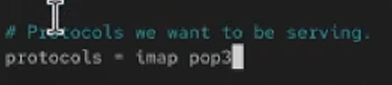 # Protocols we want to be serving.
protocols = imap pop3